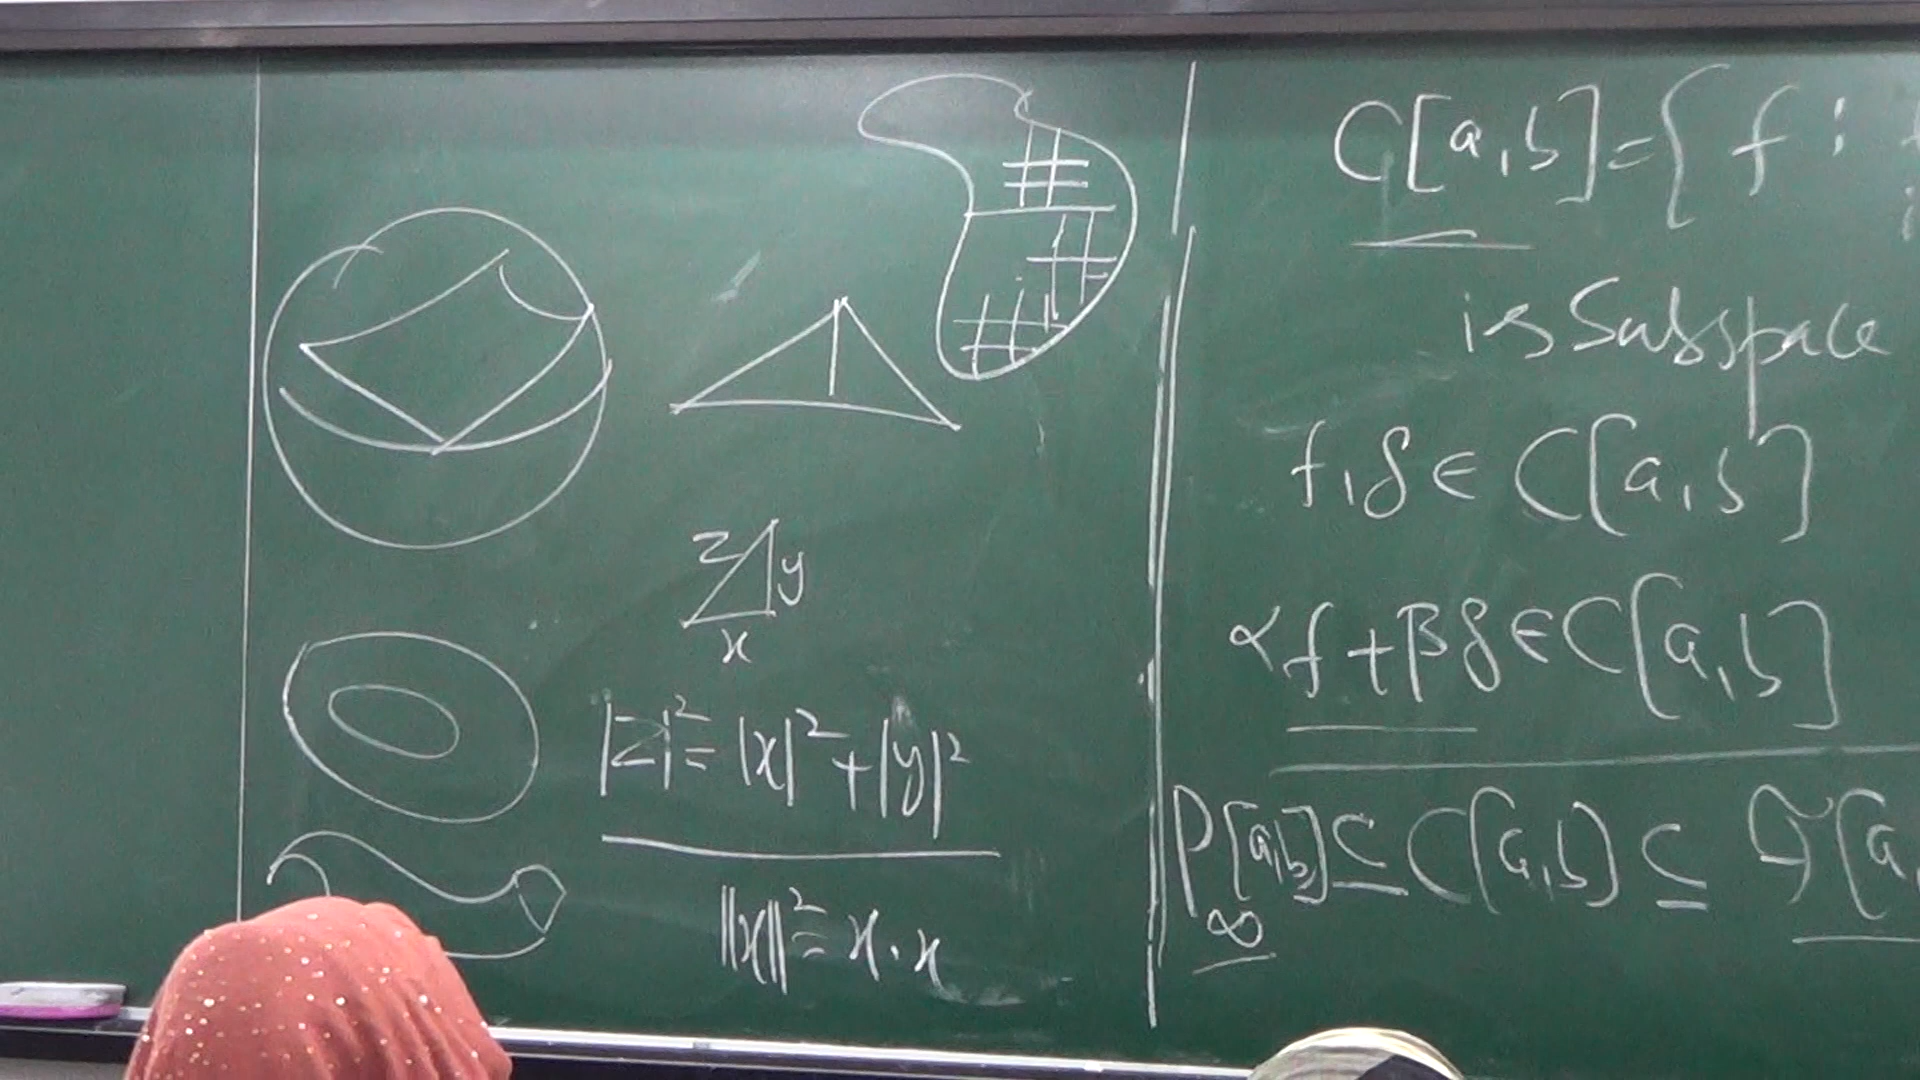 z y
x
|z|² = |x|² + |y|²
||x||² = x · x
C[a,b] = { f :
is Subspace
f, g ∈ C[a,b]
αf + βg ∈ C[a,b]
P∞[a,b] ⊆ C[a,b] ⊆ F[a,